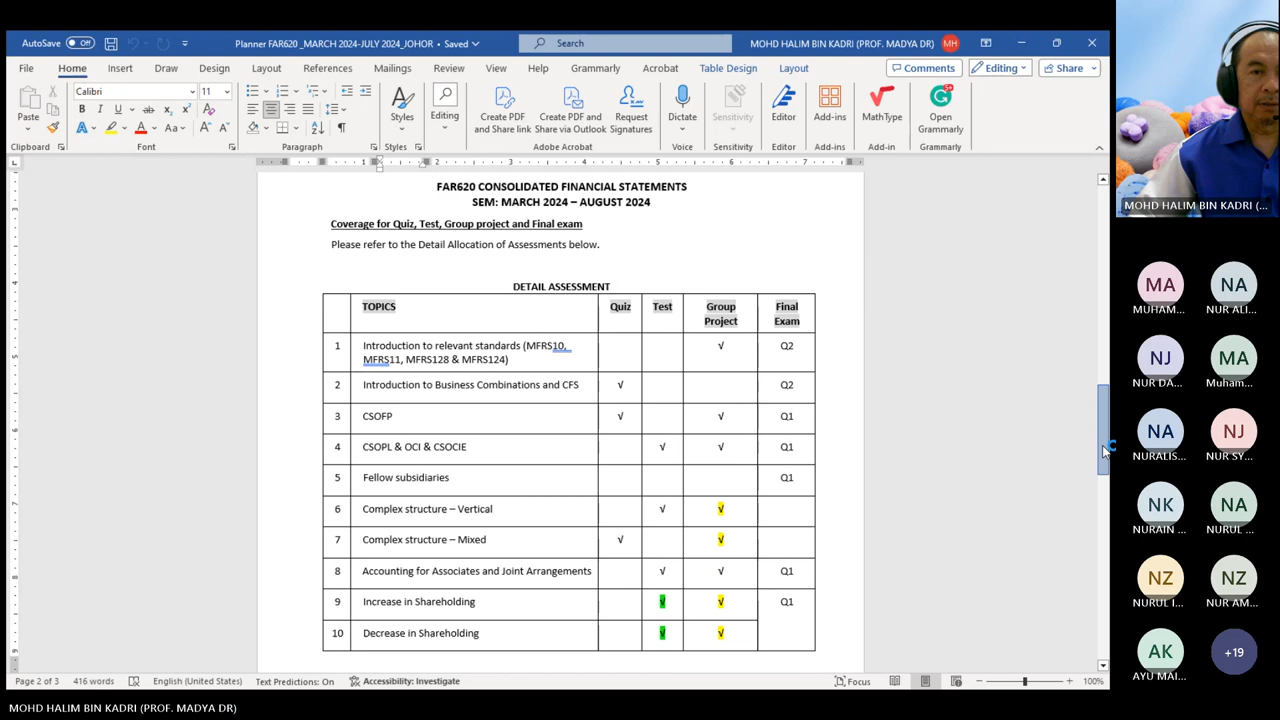 AutoSave Off Planner FAR620 _MARCH 2024-JULY 2024_JOHOR • Saved Search MOHD HALIM BIN KADRI (PROF. MADYA DR) MH
File Home Insert Draw Design Layout References Mailings Review View Help Grammarly Acrobat Table Design Layout Comments Editing Share
Calibri 11
Paste Styles Editing Create PDF and Share link Create PDF and Share via Outlook Request Signatures Dictate Sensitivity Editor Add-ins MathType Open Grammarly
Clipboard Font Paragraph Styles Adobe Acrobat Voice Sensitivity Editor Add-ins Add-in Grammarly
1 2 3 4 5 6 7
FAR620 CONSOLIDATED FINANCIAL STATEMENTS
SEM: MARCH 2024 – AUGUST 2024
Coverage for Quiz, Test, Group project and Final exam
Please refer to the Detail Allocation of Assessments below.
DETAIL ASSESSMENT
TOPICS Quiz Test Group Project Final Exam
1 Introduction to relevant standards (MFRS10, MFRS11, MFRS128 & MFRS124) √ Q2
2 Introduction to Business Combinations and CFS √ Q2
3 CSOFP √ √ Q1
4 CSOPL & OCI & CSOCIE √ √ Q1
5 Fellow subsidiaries Q1
6 Complex structure – Vertical √ √
7 Complex structure – Mixed √ √
8 Accounting for Associates and Joint Arrangements √ √ Q1
9 Increase in Shareholding √ √ Q1
10 Decrease in Shareholding √ √
Page 2 of 3 416 words English (United States) Text Predictions: On Accessibility: Investigate Focus 100%
MOHD HALIM BIN KADRI (PROF. MADYA DR)
MOHD HALIM BIN KADRI (...
MA NA
MUHAM... NUR ALI...
NJ MA
NUR DA... Muham...
NA NJ
NURALIS... NUR SY...
NK NA
NURAIN ... NURUL ...
NZ NZ
NURUL I... NUR AM...
AK +19
AYU MAI...